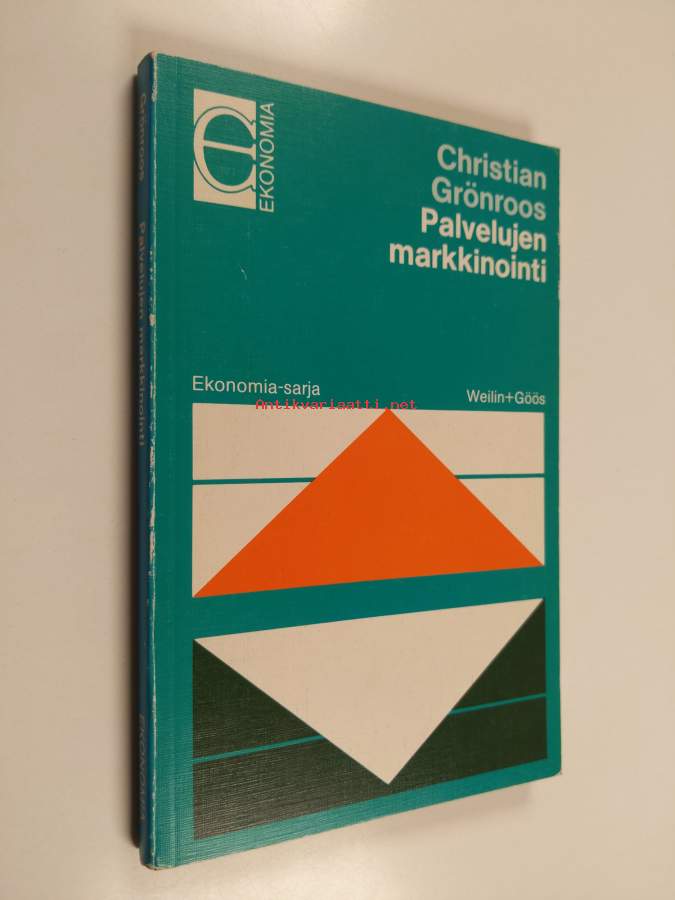 EKONOMIA
Christian
Grönroos
Palvelujen
markkinointi
Ekonomia-sarja
Weilin+Göös
Antikvariaatti.net
Grönroos Palvelujen markkinointi EKONOMIA